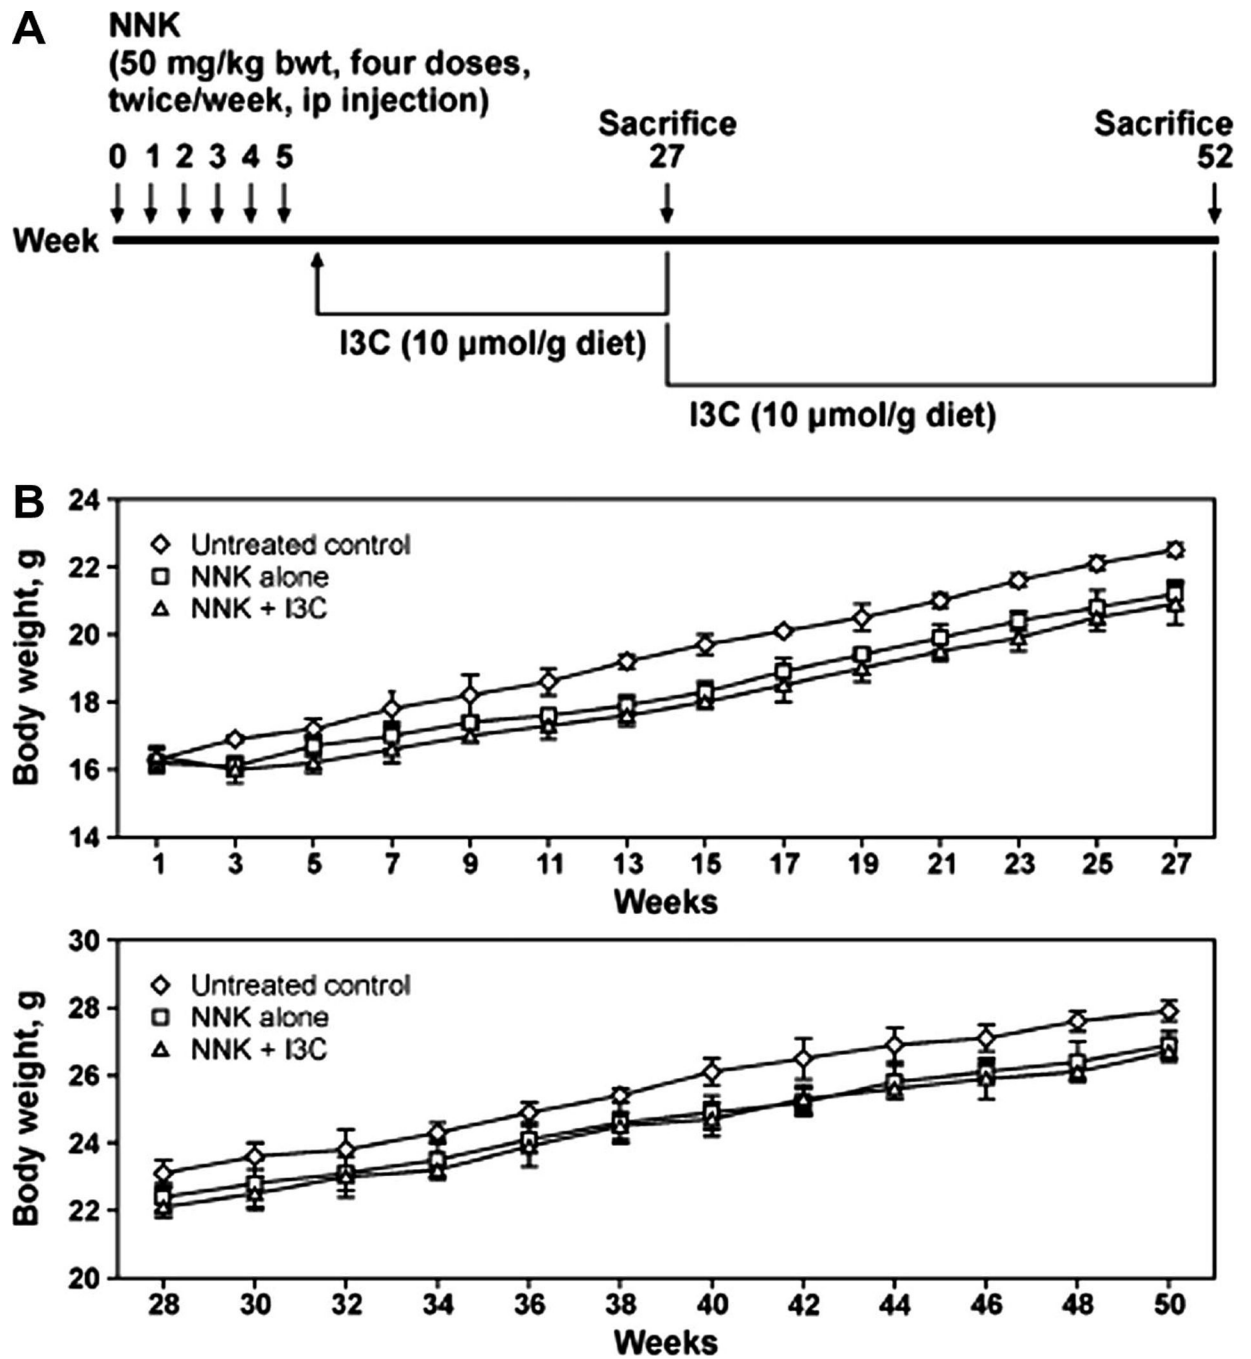 A
NNK
(50 mg/kg bwt, four doses,
twice/week, ip injection)
Sacrifice
Sacrifice
0 1 2 3 4 5
27
52
Week
I3C (10 µmol/g diet)
I3C (10 µmol/g diet)
B
Body weight, g
24
22
20
18
16
14
Untreated control
NNK alone
NNK + I3C
1 3 5 7 9 11 13 15 17 19 21 23 25 27
Weeks
Body weight, g
30
28
26
24
22
20
Untreated control
NNK alone
NNK + I3C
28 30 32 34 36 38 40 42 44 46 48 50
Weeks